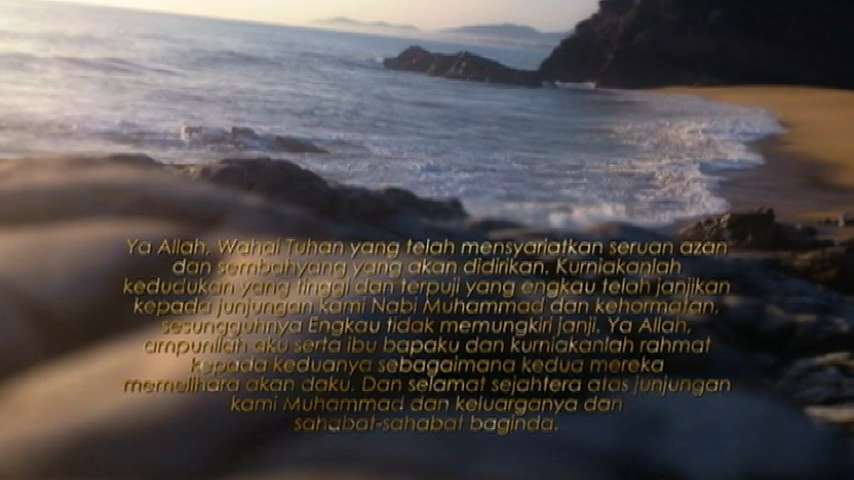 Ya Allah, Wahai Tuhan yang telah mensyariatkan seruan azan
dan sembahyang yang akan didirikan, Kurniakanlah
kedudukan yang tinggi dan terpuji yang engkau telah janjikan
kepada junjungan kami Nabi Muhammad dan kehormatan,
sesungguhnya Engkau tidak memungkiri janji. Ya Allah,
ampunilah aku serta ibu bapaku dan kurniakanlah rahmat
kepada keduanya sebagaimana kedua mereka
memelihara akan daku. Dan selamat sejahtera atas junjungan
kami Muhammad dan keluarganya dan
sahabat-sahabat baginda.